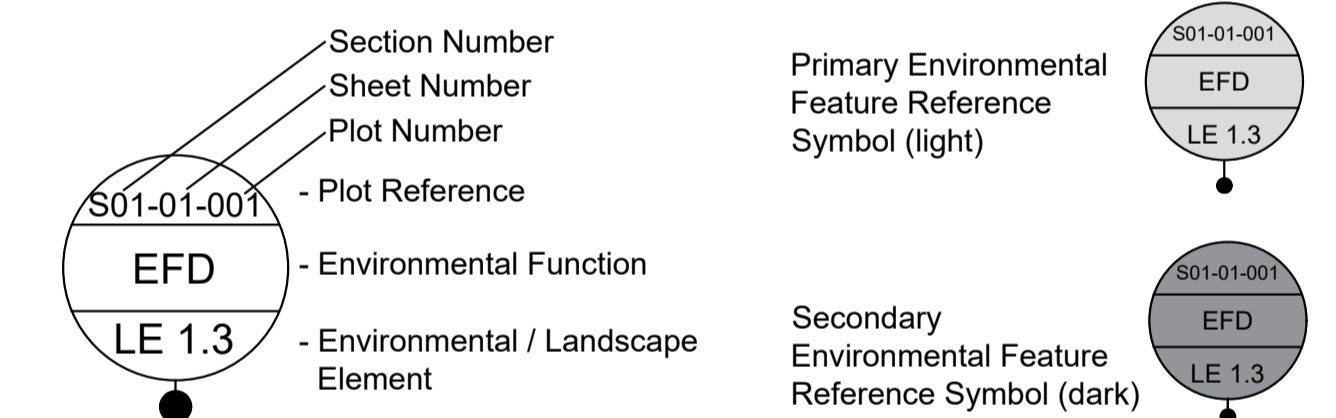 Section Number
Sheet Number
Plot Number
S01-01-001
- Plot Reference
EFD
- Environmental Function
LE 1.3
- Environmental / Landscape
Element
Primary Environmental
Feature Reference
Symbol (light)
S01-01-001
EFD
LE 1.3
Secondary
Environmental Feature
Reference Symbol (dark)
S01-01-001
EFD
LE 1.3